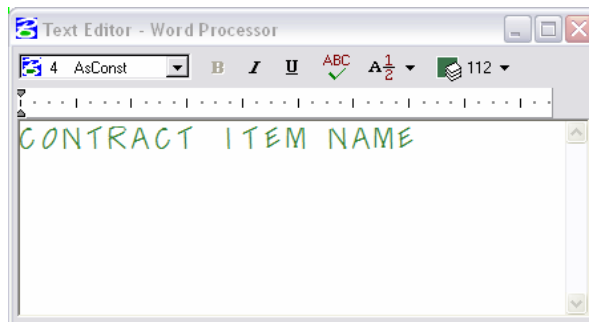 Text Editor - Word Processor
4 AsConst B I U ABC A½ 112
CONTRACT ITEM NAME